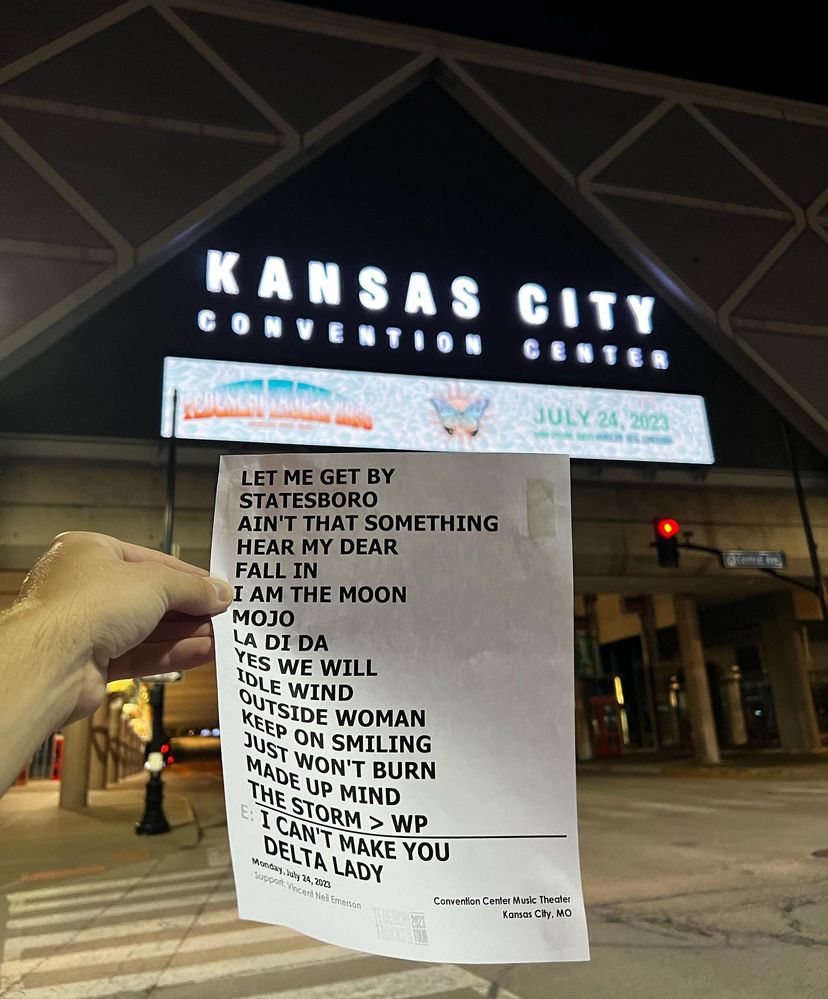 KANSAS CITY
CONVENTION CENTER
TEDESCHI TRUCKS BAND
JULY 24, 2023
LET ME GET BY
STATESBORO
AIN'T THAT SOMETHING
HEAR MY DEAR
FALL IN
I AM THE MOON
MOJO
LA DI DA
YES WE WILL
IDLE WIND
OUTSIDE WOMAN
KEEP ON SMILING
JUST WON'T BURN
MADE UP MIND
THE STORM > WP
E: I CAN'T MAKE YOU
DELTA LADY
Monday, July 24, 2023
Support: Vincent Neil Emerson
Convention Center Music Theater
Kansas City, MO
TEDESCHI
TRUCKS
2023
TOUR